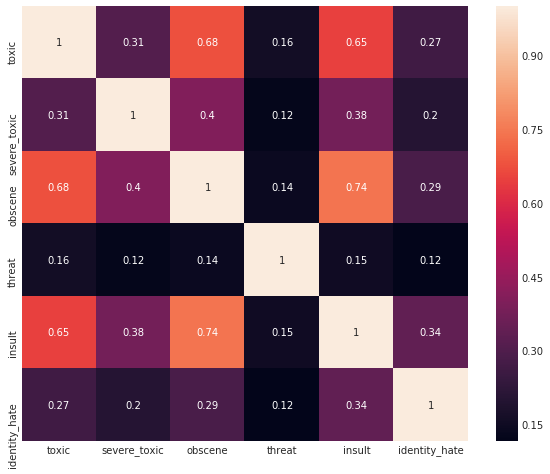 toxic 1 0.31 0.68 0.16 0.65 0.27
severe_toxic 0.31 1 0.4 0.12 0.38 0.2
obscene 0.68 0.4 1 0.14 0.74 0.29
threat 0.16 0.12 0.14 1 0.15 0.12
insult 0.65 0.38 0.74 0.15 1 0.34
identity_hate 0.27 0.2 0.29 0.12 0.34 1
toxic severe_toxic obscene threat insult identity_hate
0.90
0.75
0.60
0.45
0.30
0.15